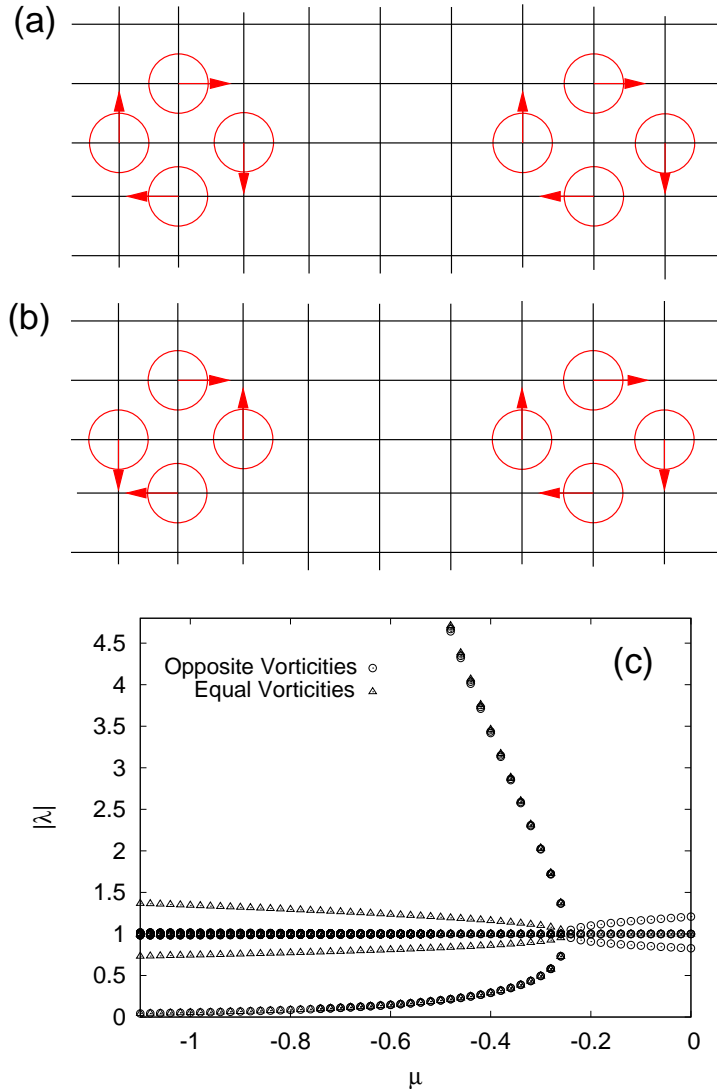 (a)
(b)
(c)
Opposite Vorticities
Equal Vorticities
4.5
4
3.5
3
2.5
2
1.5
1
0.5
0
|λ|
-1 -0.8 -0.6 -0.4 -0.2 0
μ